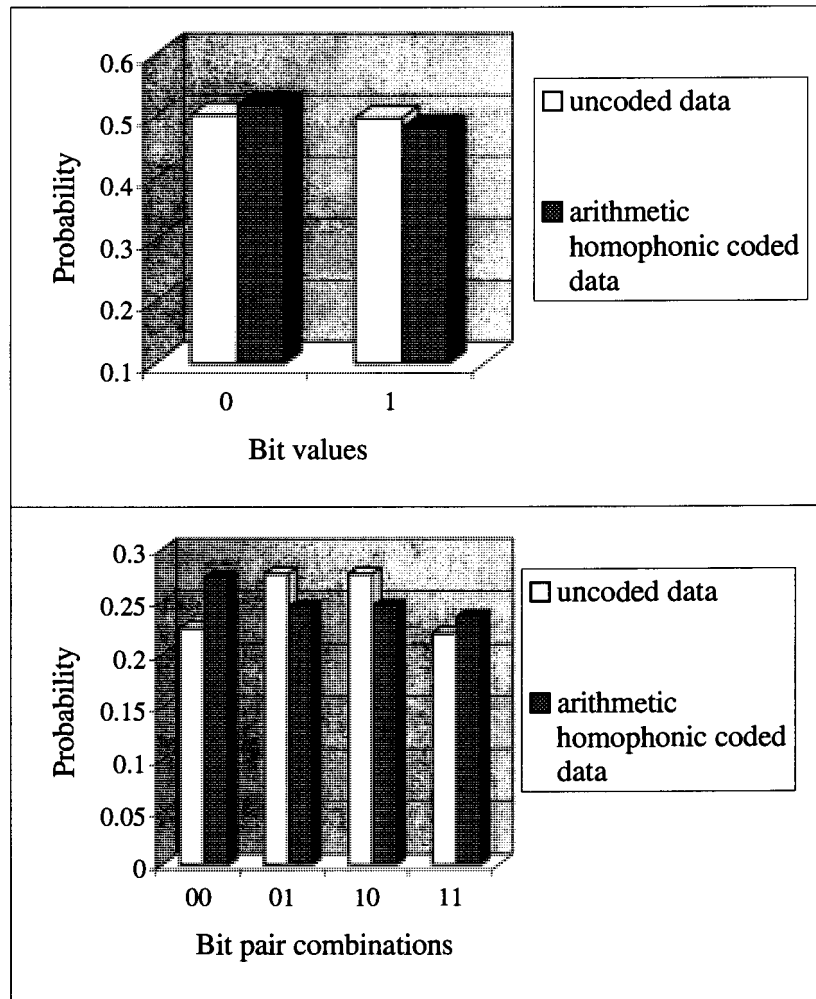 0.6
0.5
0.4
0.3
0.2
0.1
Probability
0 1
Bit values
uncoded data
arithmetic
homophonic coded
data
0.3
0.25
0.2
0.15
0.1
0.05
0
Probability
00 01 10 11
Bit pair combinations
uncoded data
arithmetic
homophonic coded
data